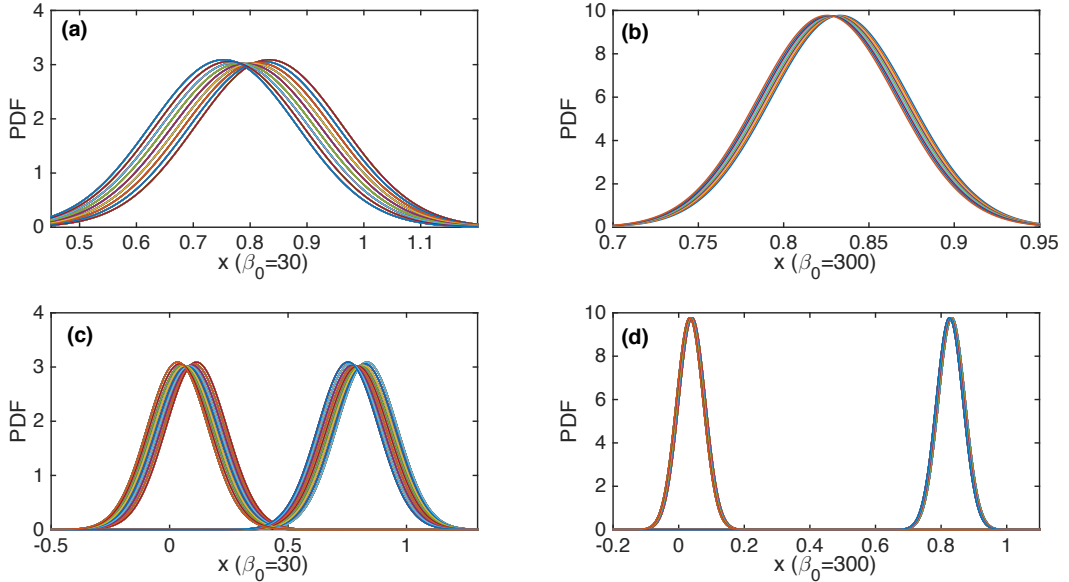 (a)
4
3
2
1
0
PDF
0.5 0.6 0.7 0.8 0.9 1 1.1
x (β₀=30)
(b)
10
8
6
4
2
0
PDF
0.7 0.75 0.8 0.85 0.9 0.95
x (β₀=300)
(c)
4
3
2
1
0
PDF
-0.5 0 0.5 1
x (β₀=30)
(d)
10
8
6
4
2
0
PDF
-0.2 0 0.2 0.4 0.6 0.8 1
x (β₀=300)